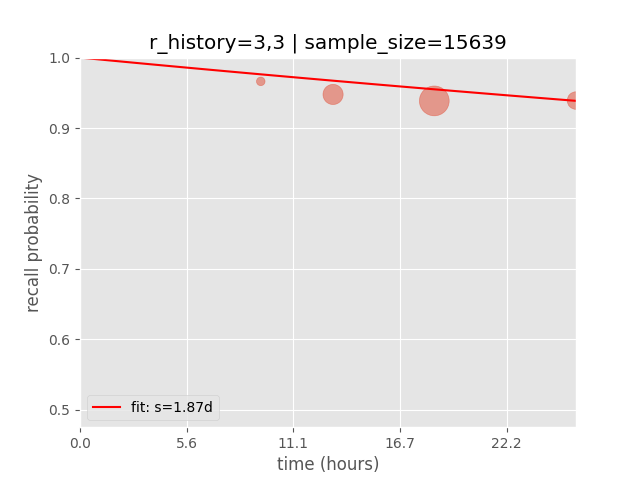 r_history=3,3 | sample_size=15639
recall probability
1.0
0.9
0.8
0.7
0.6
0.5
fit: s=1.87d
0.0 5.6 11.1 16.7 22.2
time (hours)